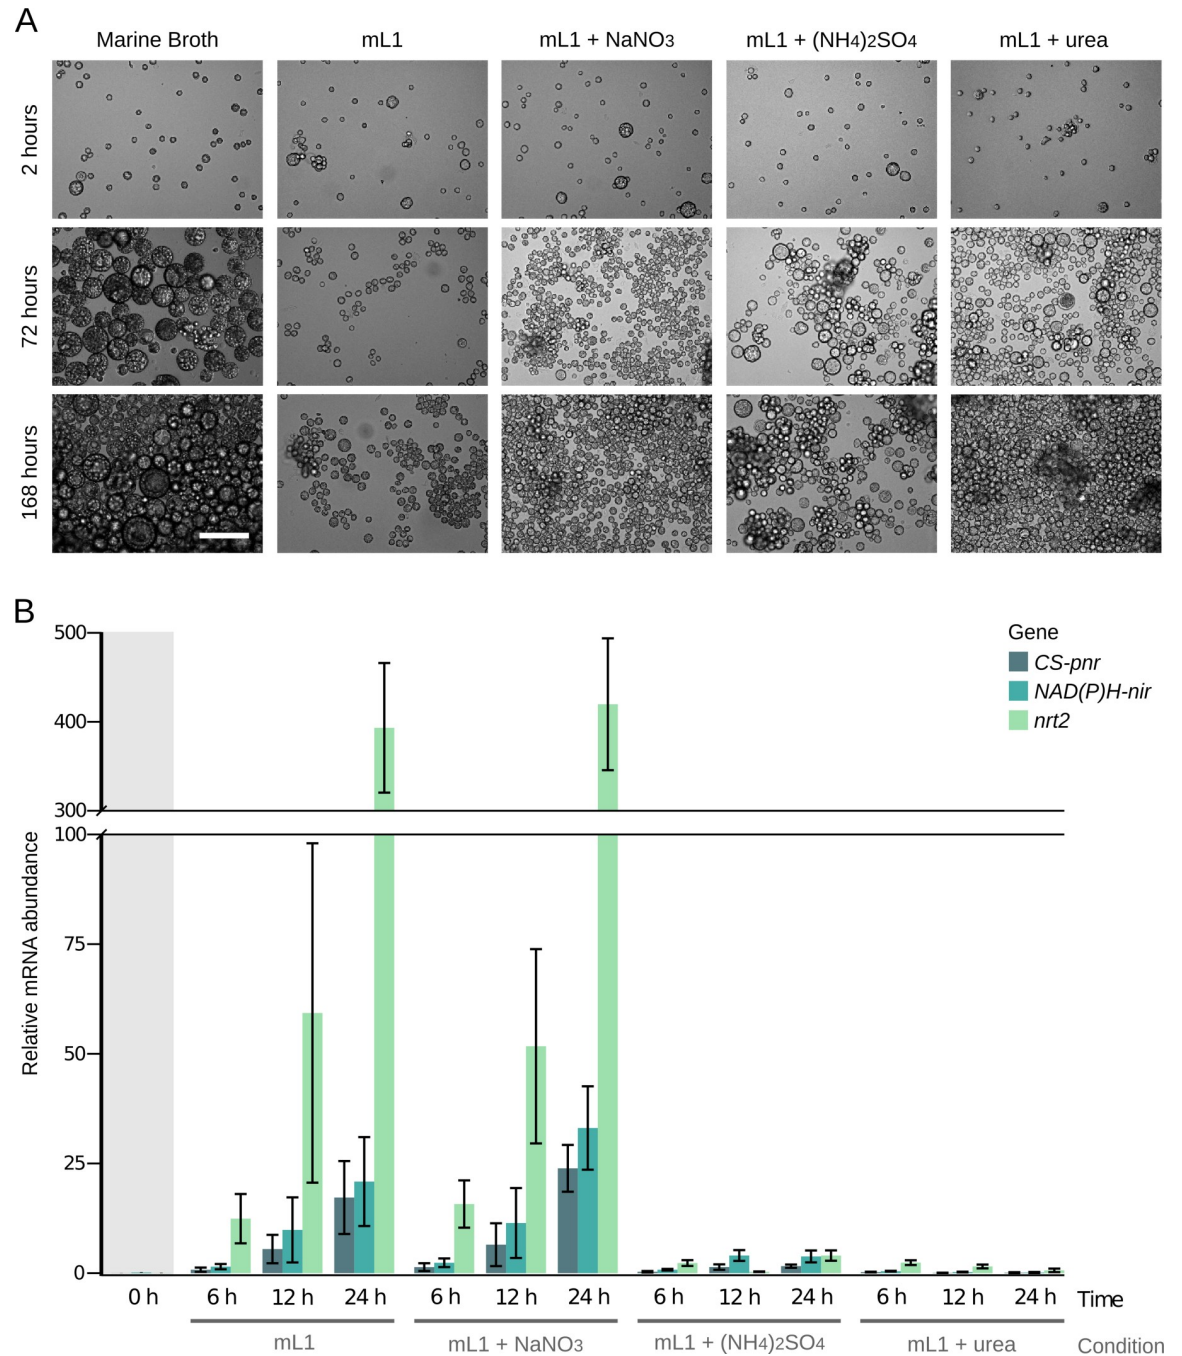 A
Marine Broth mL1 mL1 + NaNO3 mL1 + (NH4)2SO4 mL1 + urea
2 hours
72 hours
168 hours
B
Gene
CS-pnr
NAD(P)H-nir
nrt2
500
400
300
100
75
50
25
0
Relative mRNA abundance
0 h 6 h 12 h 24 h 6 h 12 h 24 h 6 h 12 h 24 h 6 h 12 h 24 h Time
mL1 mL1 + NaNO3 mL1 + (NH4)2SO4 mL1 + urea Condition